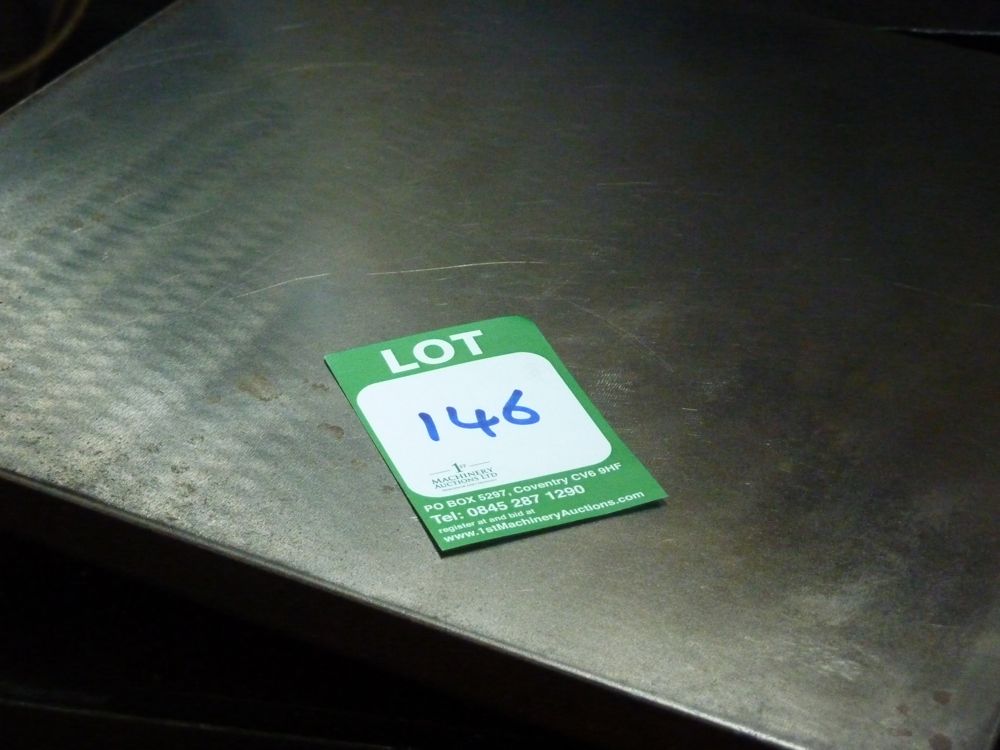 LOT
146
1ST
MACHINERY
AUCTIONS LTD
PO BOX 5297, Coventry CV6 9HF
Tel: 0845 287 1290
register at and bid at
www.1stMachineryAuctions.com